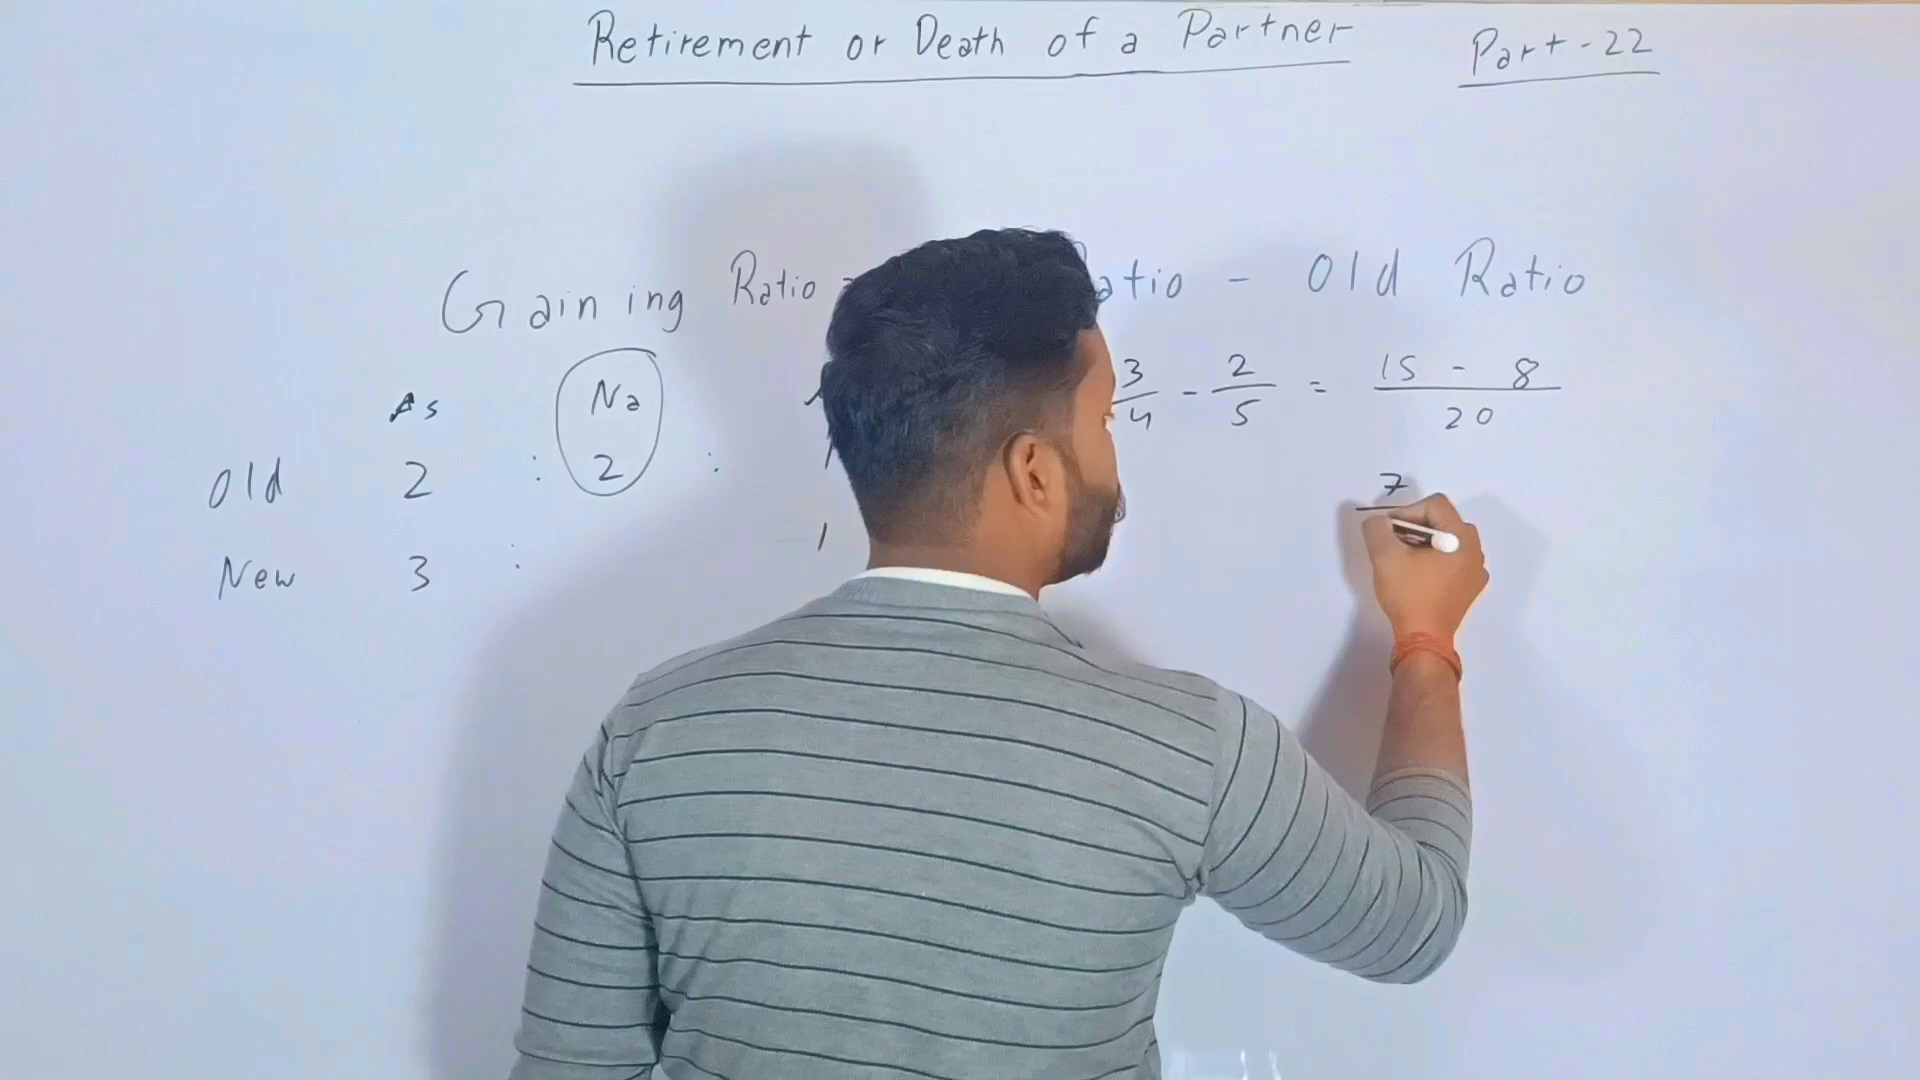 Retirement or Death of a Partner Part-22
Gaining Ratio - Old Ratio
As : Na 3/4 - 2/5 = 15 - 8 / 20
Old 2 : 2 : 1
7
New 3 : 1